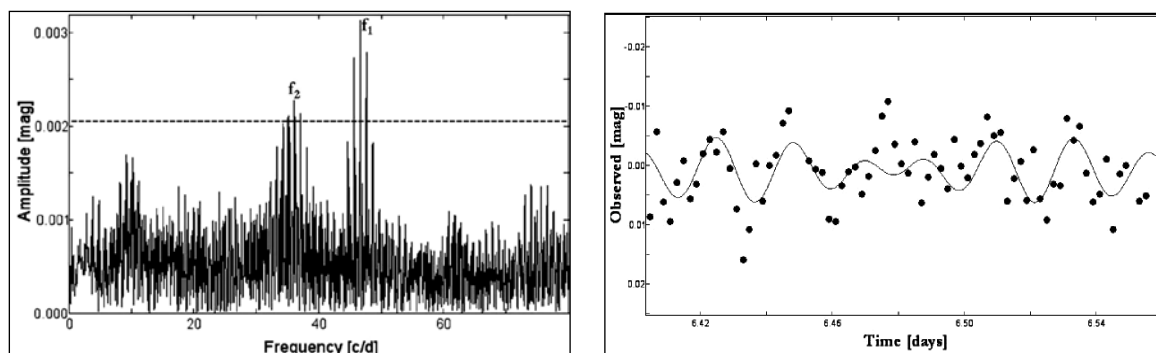 0.003
0.002
0.001
0.000
Amplitude [mag]
f1
f2
0 20 40 60
Frequency [c/d]
-0.02
-0.01
0.00
0.01
0.02
Observed [mag]
6.42 6.46 6.50 6.54
Time [days]